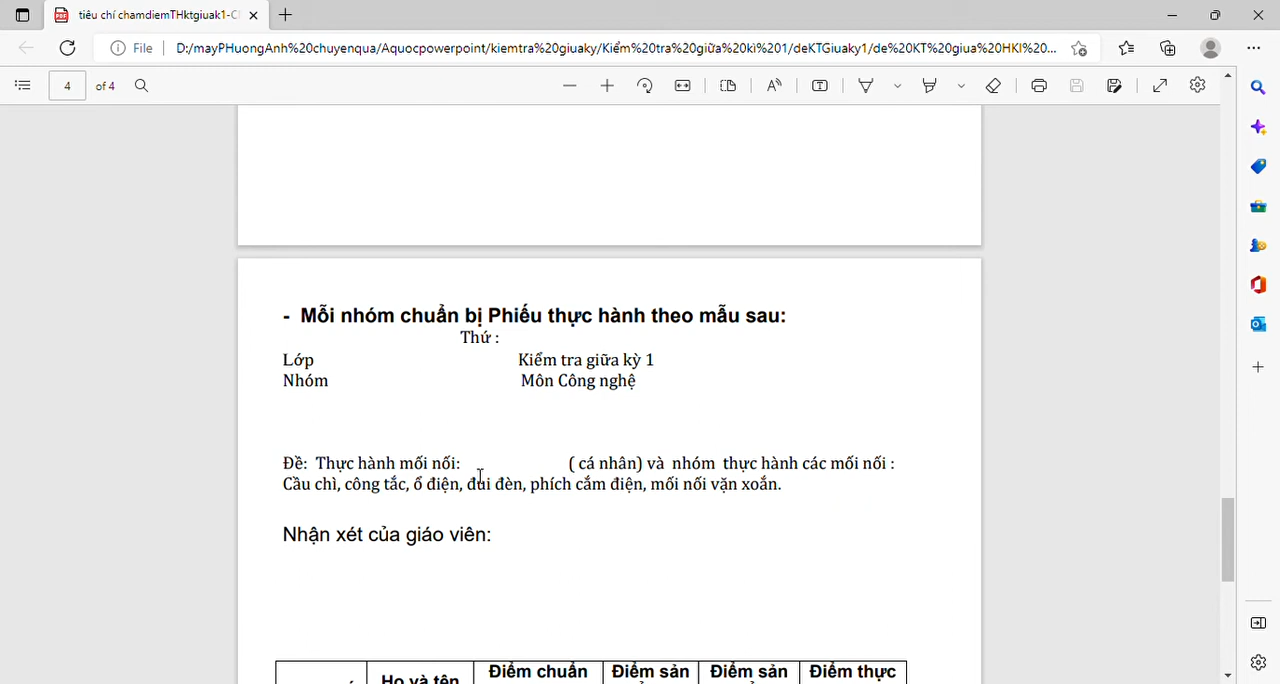 tiêu chí chamdiemTHktgiuak1-C
File
D:/mayPHuongAnh%20chuyenqua/Aquocpowerpoint/kiemtra%20giuaky/Kiểm%20tra%20giữa%20kì%201/deKTGiuaky1/de%20KT%20giua%20HKI%20...
4 of 4
- Mỗi nhóm chuẩn bị Phiếu thực hành theo mẫu sau:
Thứ :
Lớp Kiểm tra giữa kỳ 1
Nhóm Môn Công nghệ
Đề: Thực hành mối nối: ( cá nhân) và nhóm thực hành các mối nối :
Cầu chì, công tắc, ổ điện, đui đèn, phích cắm điện, mối nối vặn xoắn.
Nhận xét của giáo viên:
Họ và tên Điểm chuẩn Điểm sản Điểm sản Điểm thực